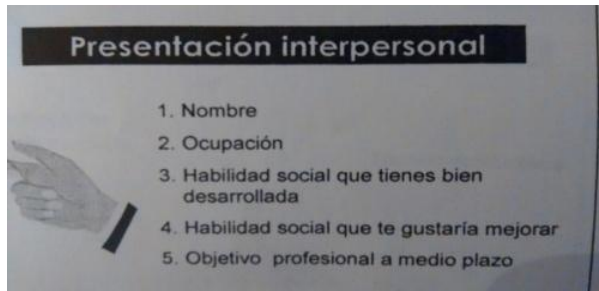 Presentación interpersonal
1. Nombre
2. Ocupación
3. Habilidad social que tienes bien
desarrollada
4. Habilidad social que te gustaría mejorar
5. Objetivo profesional a medio plazo